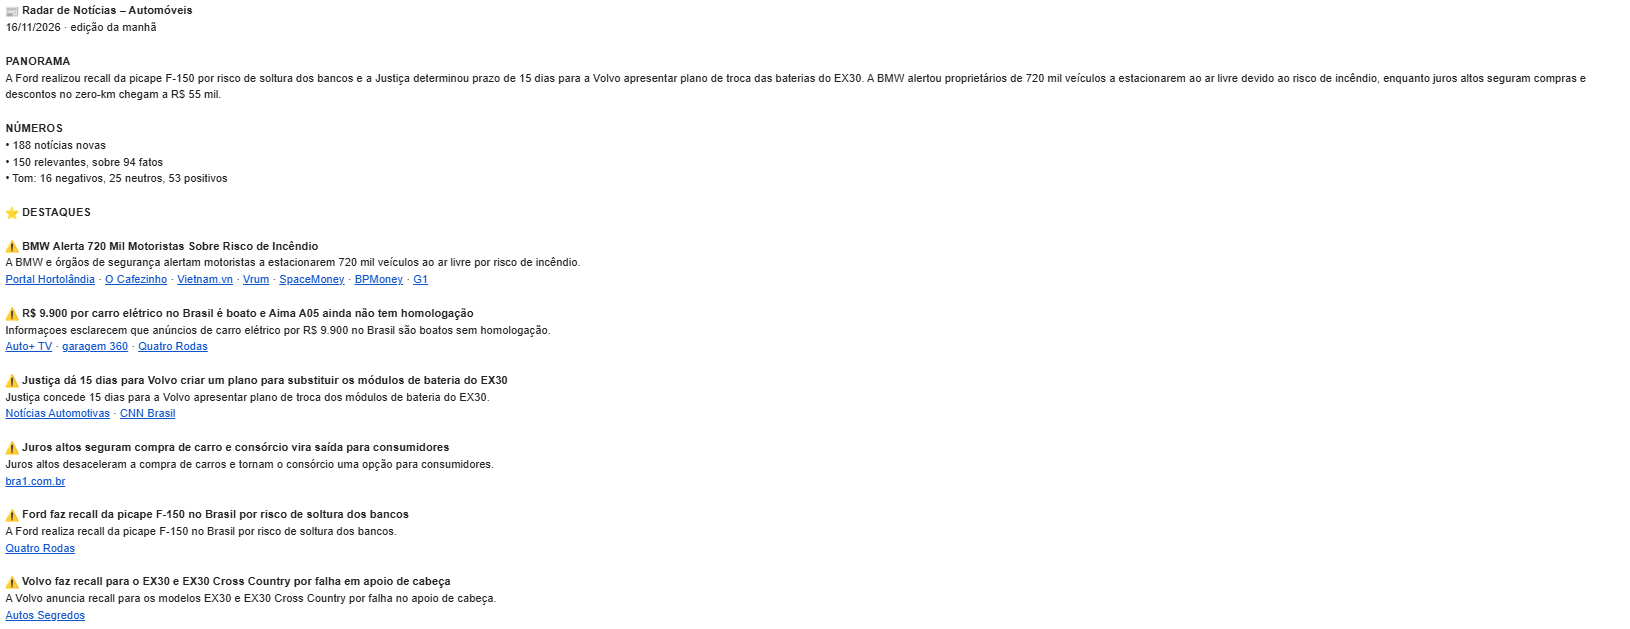 📰 Radar de Notícias – Automóveis
16/11/2026 · edição da manhã
PANORAMA
A Ford realizou recall da picape F-150 por risco de soltura dos bancos e a Justiça determinou prazo de 15 dias para a Volvo apresentar plano de troca das baterias do EX30. A BMW alertou proprietários de 720 mil veículos a estacionarem ao ar livre devido ao risco de incêndio, enquanto juros altos seguram compras e
descontos no zero-km chegam a R$ 55 mil.
NÚMEROS
• 188 notícias novas
• 150 relevantes, sobre 94 fatos
• Tom: 16 negativos, 25 neutros, 53 positivos
⭐ DESTAQUES
⚠️ BMW Alerta 720 Mil Motoristas Sobre Risco de Incêndio
A BMW e órgãos de segurança alertam motoristas a estacionarem 720 mil veículos ao ar livre por risco de incêndio.
Portal Hortolândia · O Cafezinho · Vietnam.vn · Vrum · SpaceMoney · BPMoney · G1
⚠️ R$ 9.900 por carro elétrico no Brasil é boato e Aima A05 ainda não tem homologação
Informaçoes esclarecem que anúncios de carro elétrico por R$ 9.900 no Brasil são boatos sem homologação.
Auto+ TV · garagem 360 · Quatro Rodas
⚠️ Justiça dá 15 dias para Volvo criar um plano para substituir os módulos de bateria do EX30
Justiça concede 15 dias para a Volvo apresentar plano de troca dos módulos de bateria do EX30.
Notícias Automotivas · CNN Brasil
⚠️ Juros altos seguram compra de carro e consórcio vira saída para consumidores
Juros altos desaceleram a compra de carros e tornam o consórcio uma opção para consumidores.
bra1.com.br
⚠️ Ford faz recall da picape F-150 no Brasil por risco de soltura dos bancos
A Ford realiza recall da picape F-150 no Brasil por risco de soltura dos bancos.
Quatro Rodas
⚠️ Volvo faz recall para o EX30 e EX30 Cross Country por falha em apoio de cabeça
A Volvo anuncia recall para os modelos EX30 e EX30 Cross Country por falha no apoio de cabeça.
Autos Segredos